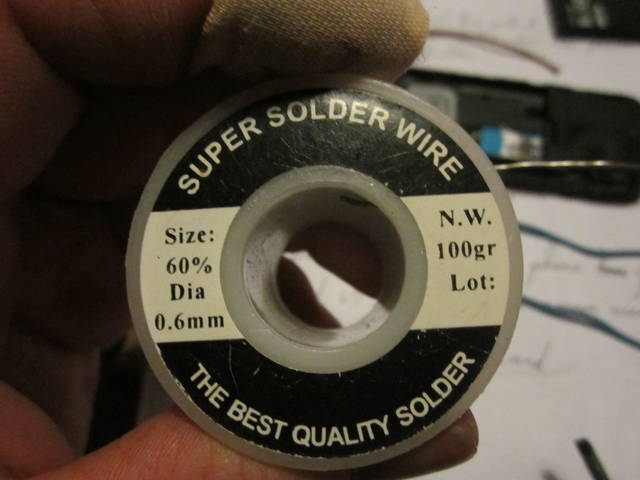 SUPER SOLDER WIRE
Size:
60%
Dia
0.6mm
N.W.
100gr
Lot:
THE BEST QUALITY SOLDER